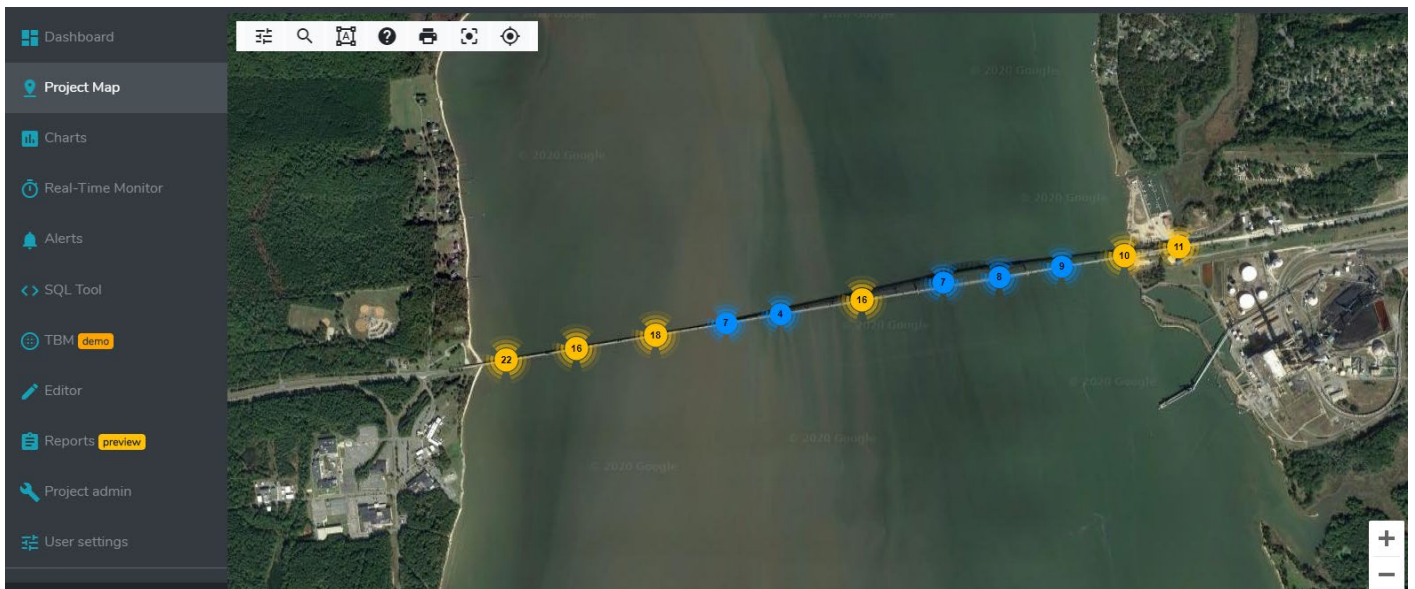 Dashboard
Project Map
Charts
Real-Time Monitor
Alerts
SQL Tool
TBM demo
Editor
Reports preview
Project admin
User settings
A
?
© 2020 Google
© 2020 Google
© 2020 Google
11
10
9
8
7
16
4
7
© 2020 Google
18
16
22
© 2020 Google
© 2020 Google
© 2020 Google
+
−